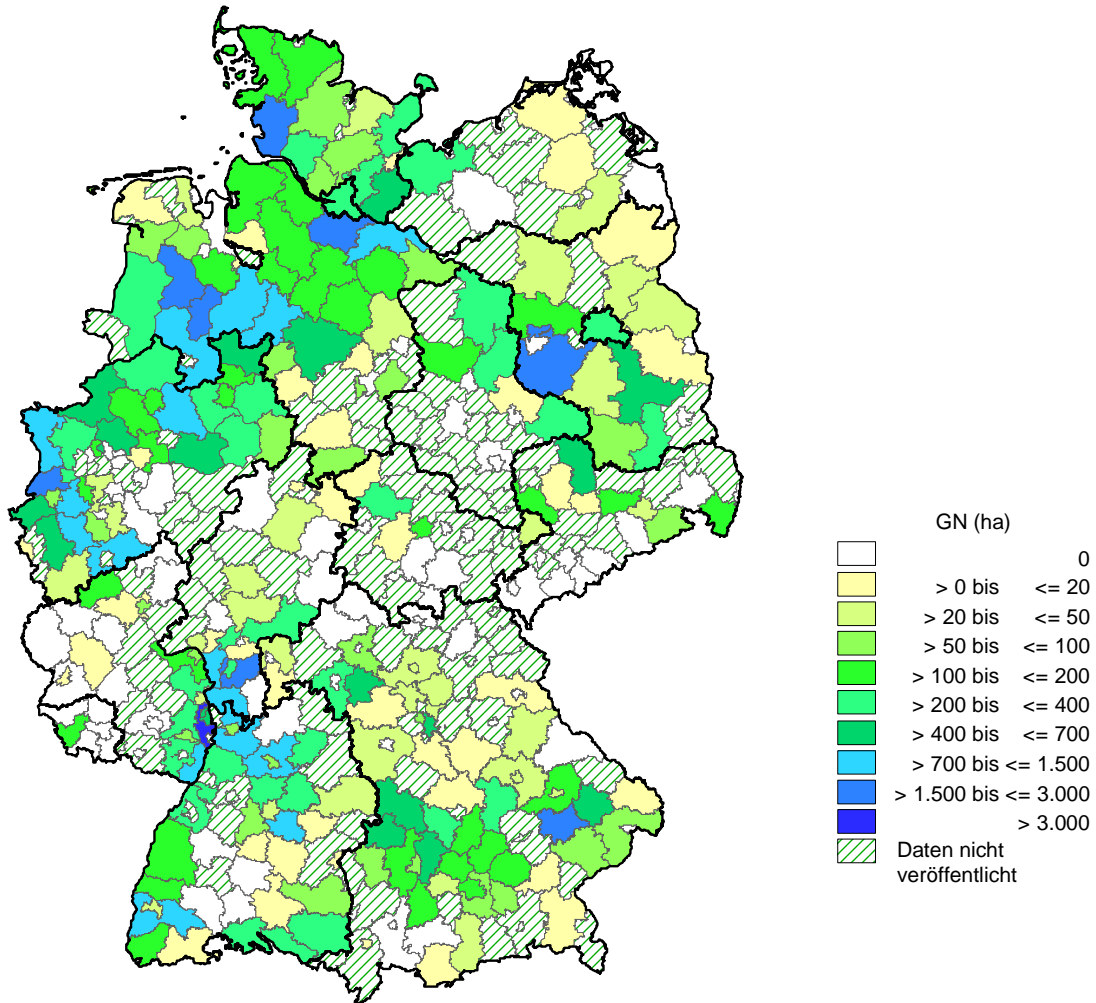 GN (ha)
0
> 0 bis <= 20
> 20 bis <= 50
> 50 bis <= 100
> 100 bis <= 200
> 200 bis <= 400
> 400 bis <= 700
> 700 bis <= 1.500
> 1.500 bis <= 3.000
> 3.000
Daten nicht
veröffentlicht